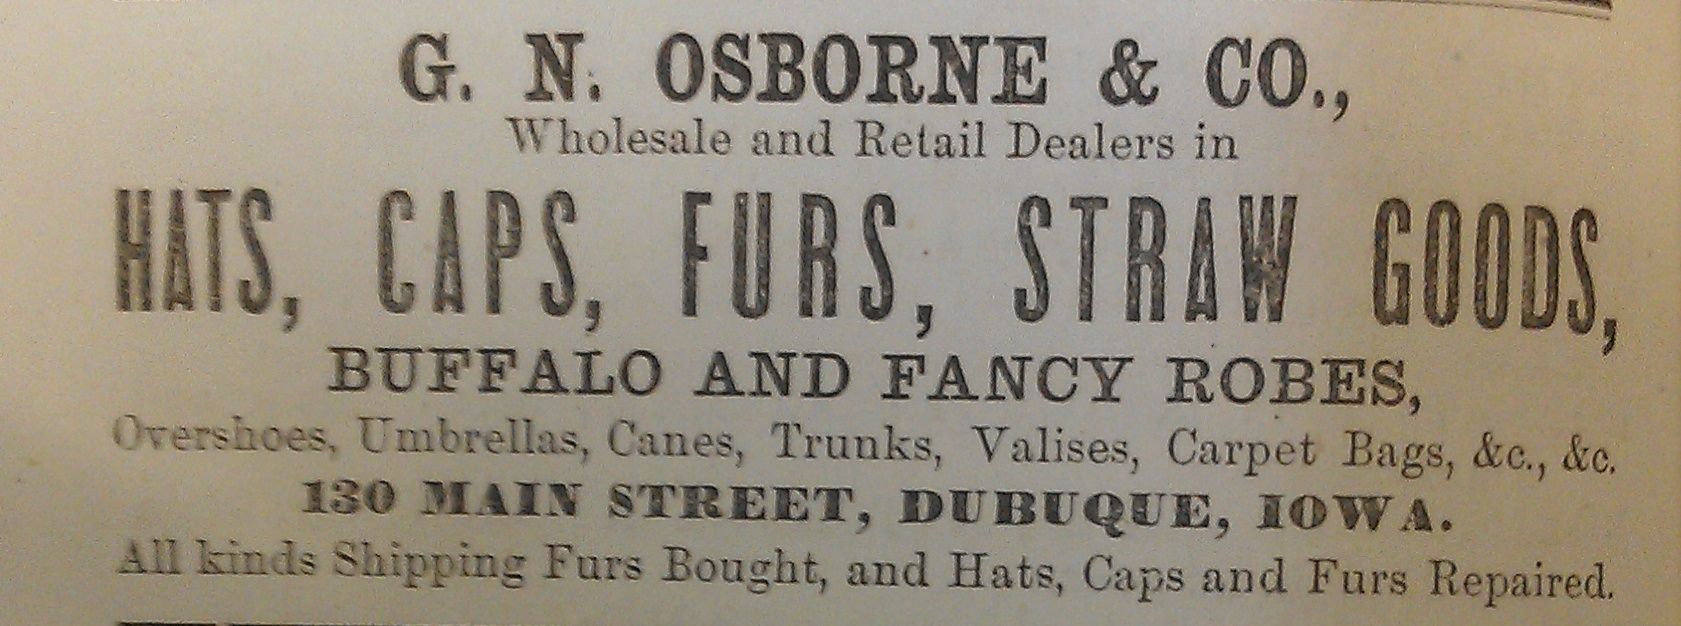 G. N. OSBORNE & CO.,
Wholesale and Retail Dealers in
HATS, CAPS, FURS, STRAW GOODS,
BUFFALO AND FANCY ROBES,
Overshoes, Umbrellas, Canes, Trunks, Valises, Carpet Bags, &c., &c.
130 MAIN STREET, DUBUQUE, IOWA.
All kinds Shipping Furs Bought, and Hats, Caps and Furs Repaired.